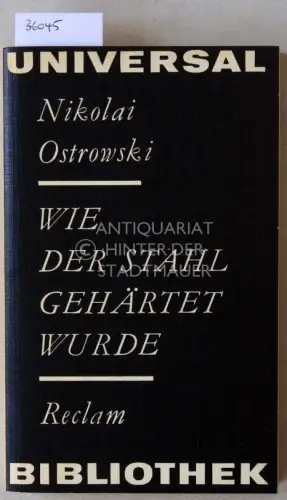 36045
UNIVERSAL
Nikolai
Ostrowski
WIE
DER STAHL
GEHÄRTET
WURDE
Reclam
BIBLIOTHEK
ANTIQUARIAT
© HINTER DER
STADTMAUER